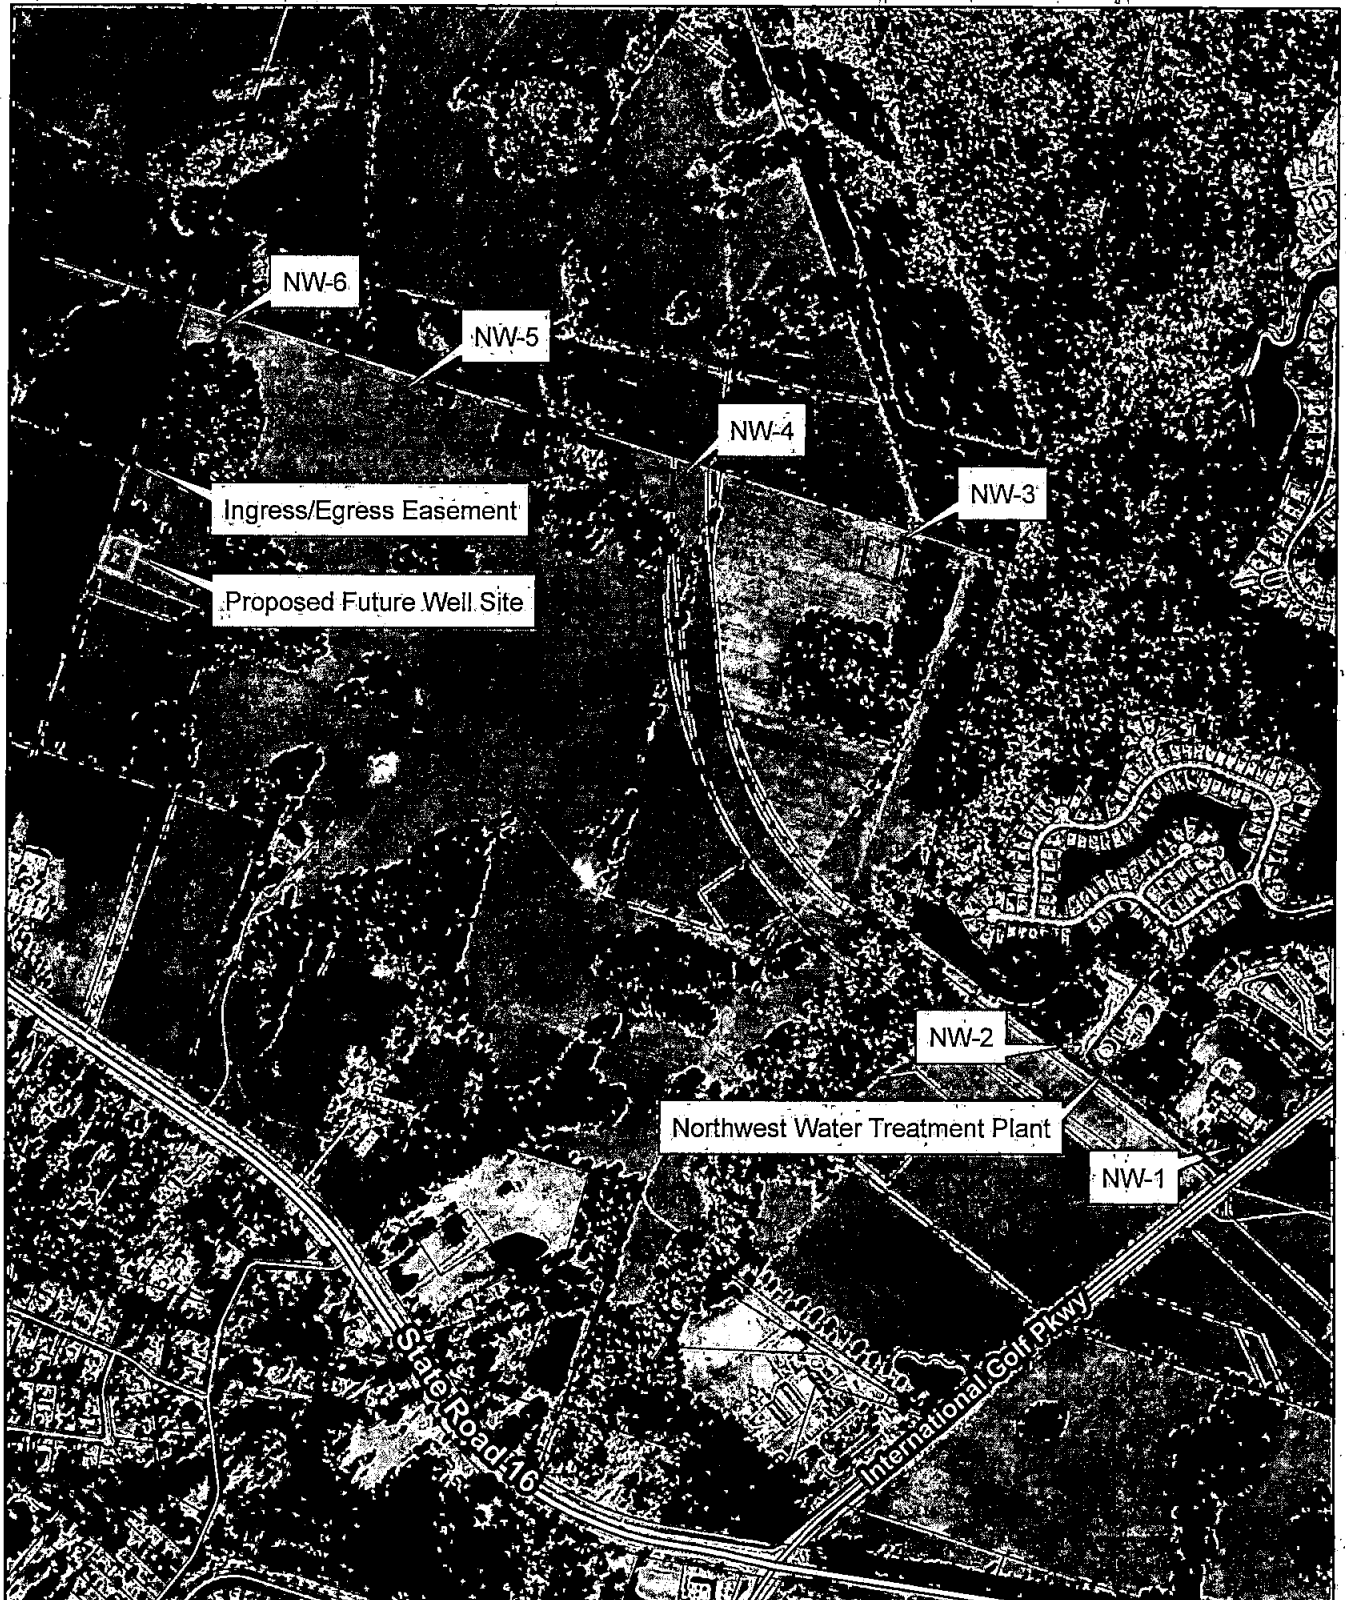 NW-6
NW-5
NW-4
NW-3
Ingress/Egress Easement
Proposed Future Well Site
NW-2
Northwest Water Treatment Plant
NW-1
State Road 16
International Golf Pkwy